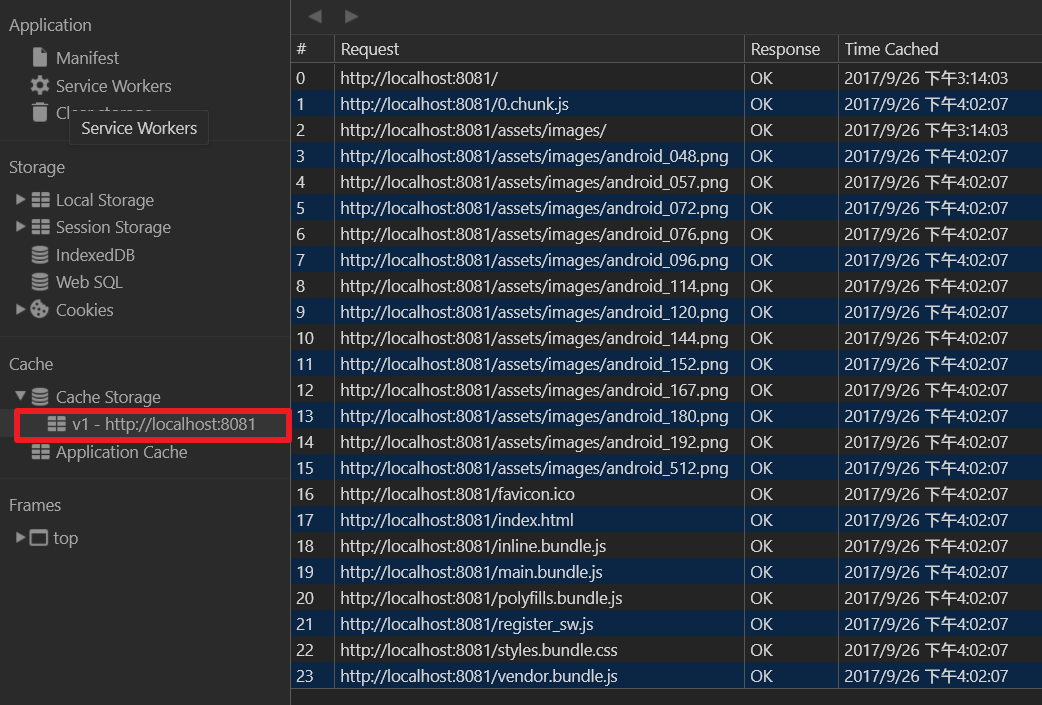 Application
Manifest
Service Workers
Clear storage
Service Workers
Storage
Local Storage
Session Storage
IndexedDB
Web SQL
Cookies
Cache
Cache Storage
v1 - http://localhost:8081
Application Cache
Frames
top
# Request Response Time Cached
0 http://localhost:8081/ OK 2017/9/26 下午3:14:03
1 http://localhost:8081/0.chunk.js OK 2017/9/26 下午4:02:07
2 http://localhost:8081/assets/images/ OK 2017/9/26 下午3:14:03
3 http://localhost:8081/assets/images/android_048.png OK 2017/9/26 下午4:02:07
4 http://localhost:8081/assets/images/android_057.png OK 2017/9/26 下午4:02:07
5 http://localhost:8081/assets/images/android_072.png OK 2017/9/26 下午4:02:07
6 http://localhost:8081/assets/images/android_076.png OK 2017/9/26 下午4:02:07
7 http://localhost:8081/assets/images/android_096.png OK 2017/9/26 下午4:02:07
8 http://localhost:8081/assets/images/android_114.png OK 2017/9/26 下午4:02:07
9 http://localhost:8081/assets/images/android_120.png OK 2017/9/26 下午4:02:07
10 http://localhost:8081/assets/images/android_144.png OK 2017/9/26 下午4:02:07
11 http://localhost:8081/assets/images/android_152.png OK 2017/9/26 下午4:02:07
12 http://localhost:8081/assets/images/android_167.png OK 2017/9/26 下午4:02:07
13 http://localhost:8081/assets/images/android_180.png OK 2017/9/26 下午4:02:07
14 http://localhost:8081/assets/images/android_192.png OK 2017/9/26 下午4:02:07
15 http://localhost:8081/assets/images/android_512.png OK 2017/9/26 下午4:02:07
16 http://localhost:8081/favicon.ico OK 2017/9/26 下午4:02:07
17 http://localhost:8081/index.html OK 2017/9/26 下午4:02:07
18 http://localhost:8081/inline.bundle.js OK 2017/9/26 下午4:02:07
19 http://localhost:8081/main.bundle.js OK 2017/9/26 下午4:02:07
20 http://localhost:8081/polyfills.bundle.js OK 2017/9/26 下午4:02:07
21 http://localhost:8081/register_sw.js OK 2017/9/26 下午4:02:07
22 http://localhost:8081/styles.bundle.css OK 2017/9/26 下午4:02:07
23 http://localhost:8081/vendor.bundle.js OK 2017/9/26 下午4:02:07